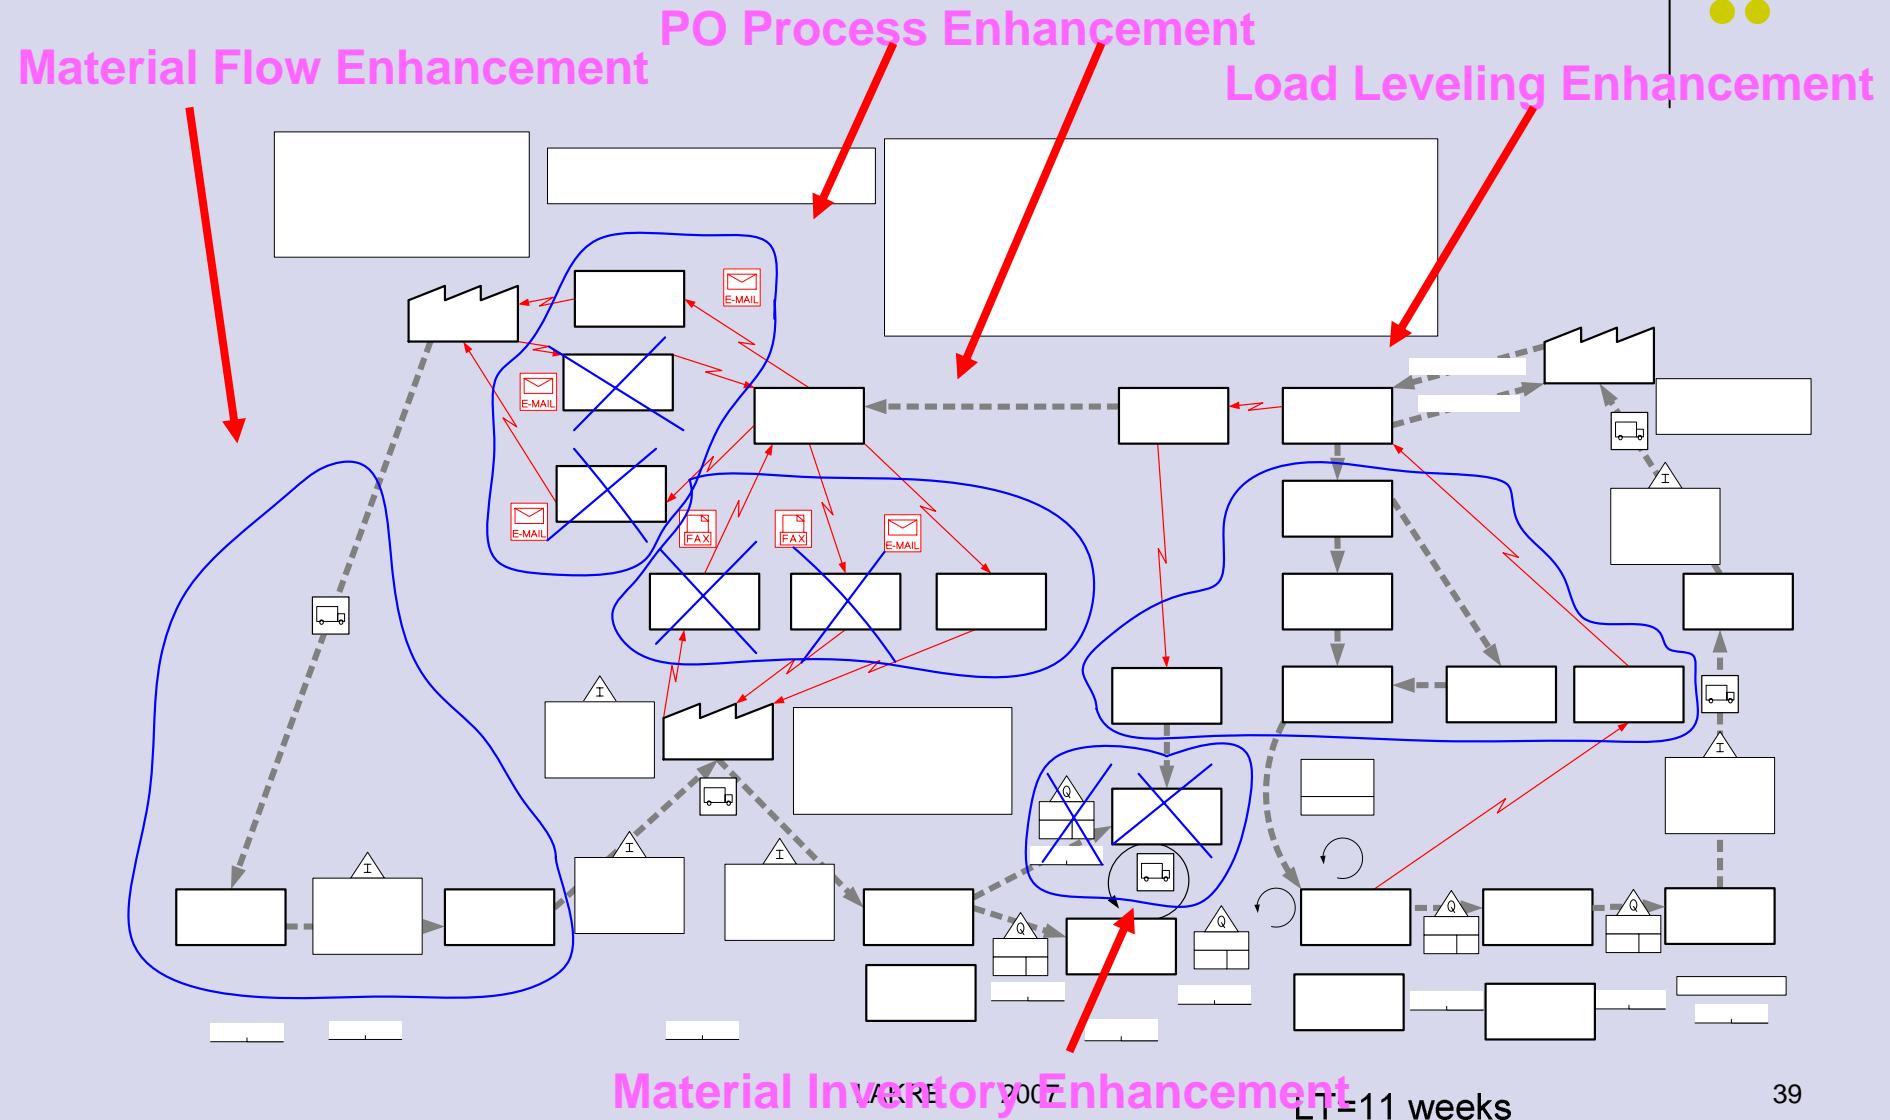 PO Process Enhancement
Material Flow Enhancement
Load Leveling Enhancement
E-MAIL
E-MAIL
E-MAIL
FAX
FAX
E-MAIL
I
I
I
I
I
I
Q
Q
Q
Q
Q
Material Inventory Enhancement
2007
LT=11 weeks
39